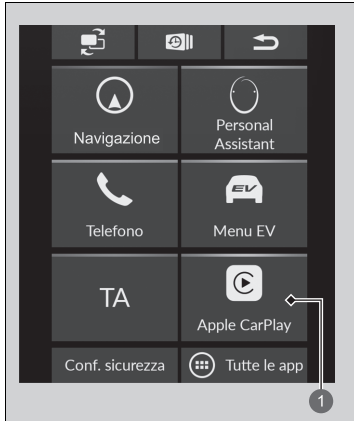 Navigazione
Personal
Assistant
EV
Telefono
Menu EV
TA
Apple CarPlay
Conf. sicurezza
Tutte le app
1